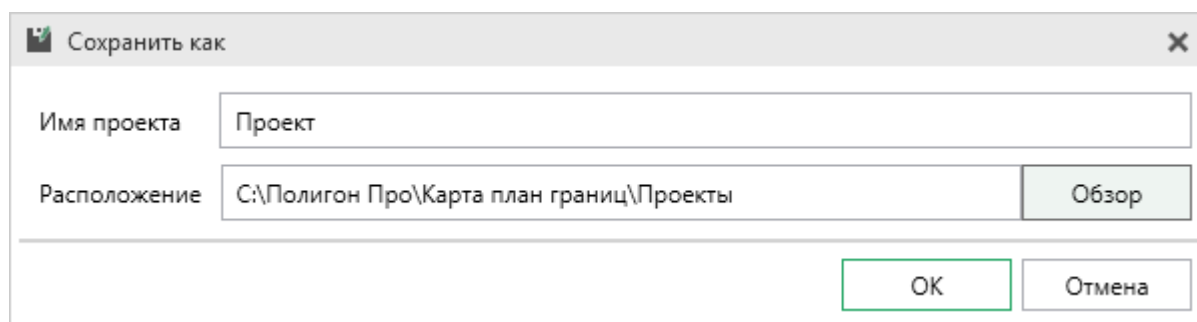 Сохранить как
Имя проекта Проект
Расположение C:\Полигон Про\Карта план границ\Проекты Обзор
OK Отмена